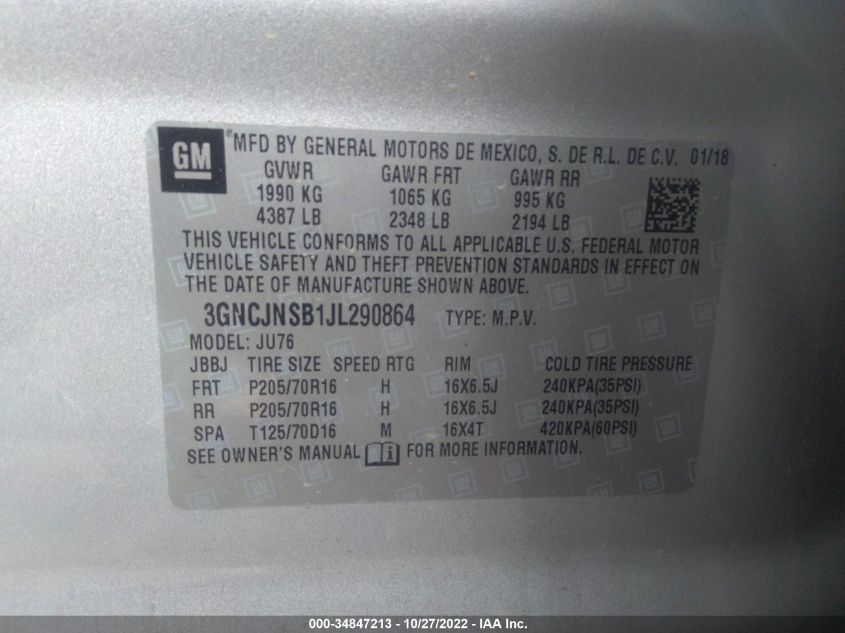 GM ®MFD BY GENERAL MOTORS DE MEXICO, S. DE R.L. DE C.V. 01/18
GVWR GAWR FRT GAWR RR
1990 KG 1065 KG 995 KG
4387 LB 2348 LB 2194 LB
THIS VEHICLE CONFORMS TO ALL APPLICABLE U.S. FEDERAL MOTOR
VEHICLE SAFETY AND THEFT PREVENTION STANDARDS IN EFFECT ON
THE DATE OF MANUFACTURE SHOWN ABOVE.
3GNCJNSB1JL290864 TYPE: M.P.V.
MODEL: JU76
JBBJ TIRE SIZE SPEED RTG RIM COLD TIRE PRESSURE
FRT P205/70R16 H 16X6.5J 240KPA(35PSI)
RR P205/70R16 H 16X6.5J 240KPA(35PSI)
SPA T125/70D16 M 16X4T 420KPA(60PSI)
SEE OWNER'S MANUAL FOR MORE INFORMATION.
000-34847213 - 10/27/2022 - IAA Inc.